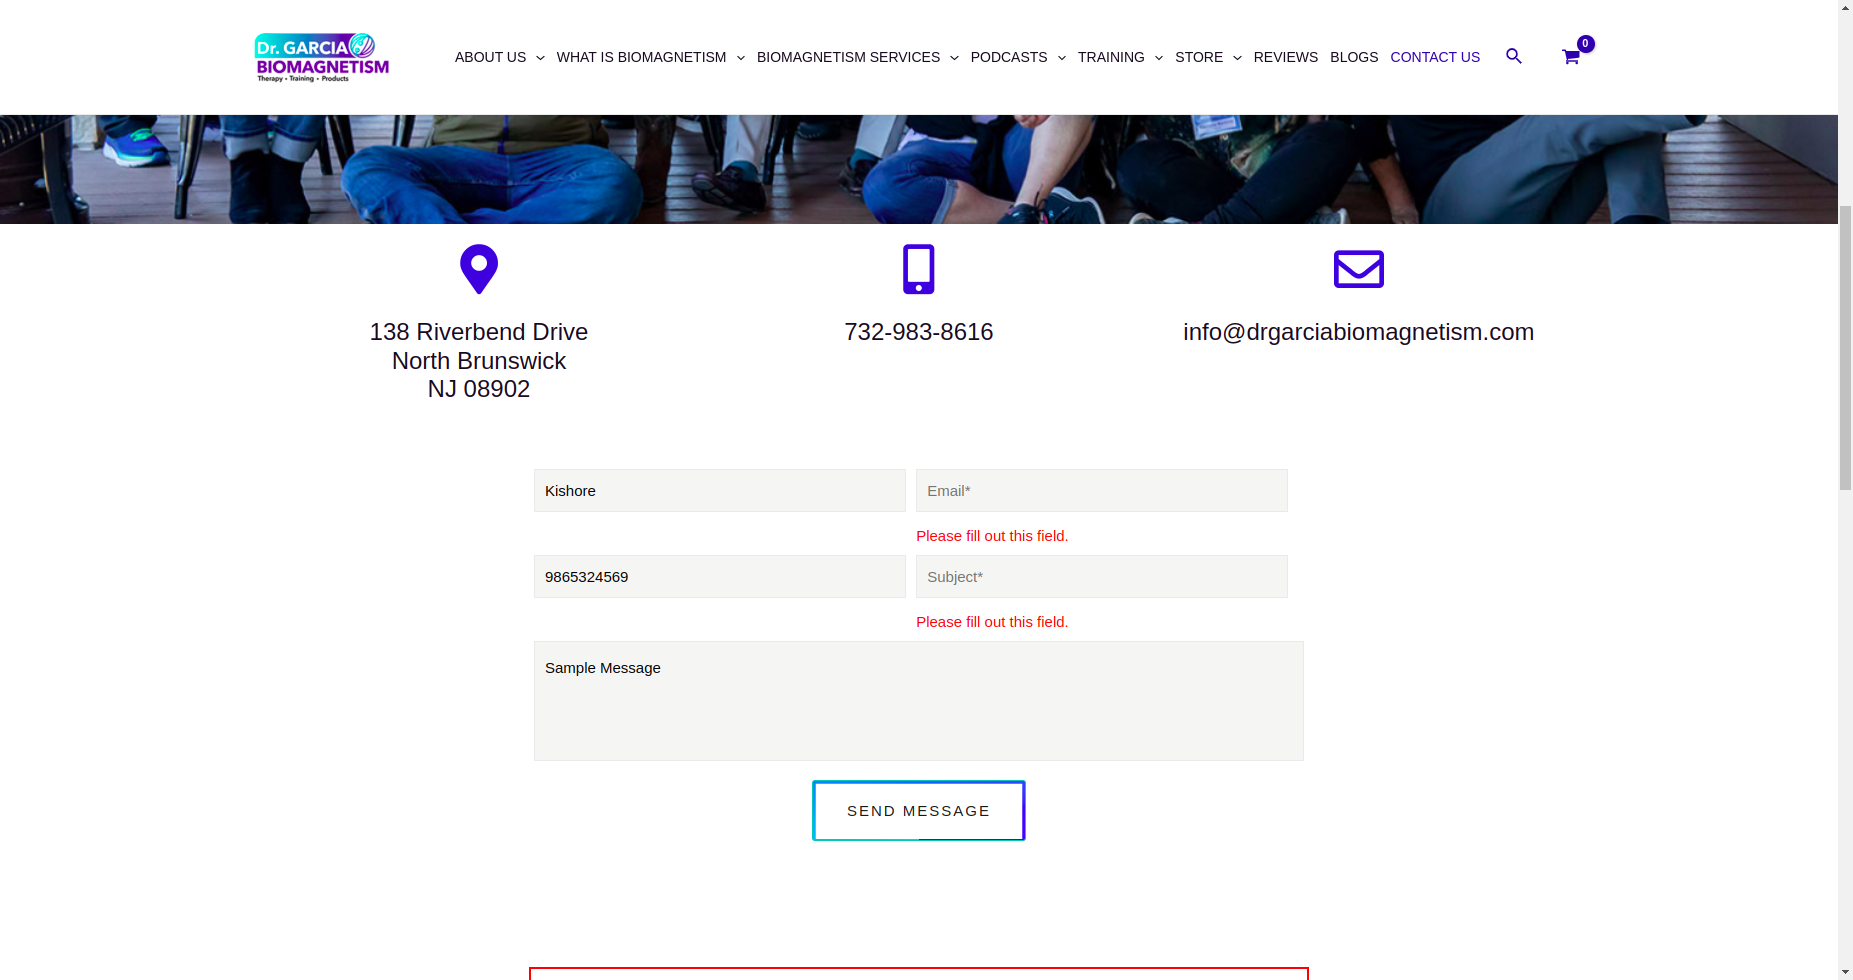 Dr. GARCIA
BIOMAGNETISM
Therapy • Training • Products
ABOUT US
WHAT IS BIOMAGNETISM
BIOMAGNETISM SERVICES
PODCASTS
TRAINING
STORE
REVIEWS
BLOGS
CONTACT US
0
138 Riverbend Drive
North Brunswick
NJ 08902
732-983-8616
info@drgarciabiomagnetism.com
Kishore
Email*
Please fill out this field.
9865324569
Subject*
Please fill out this field.
Sample Message
SEND MESSAGE